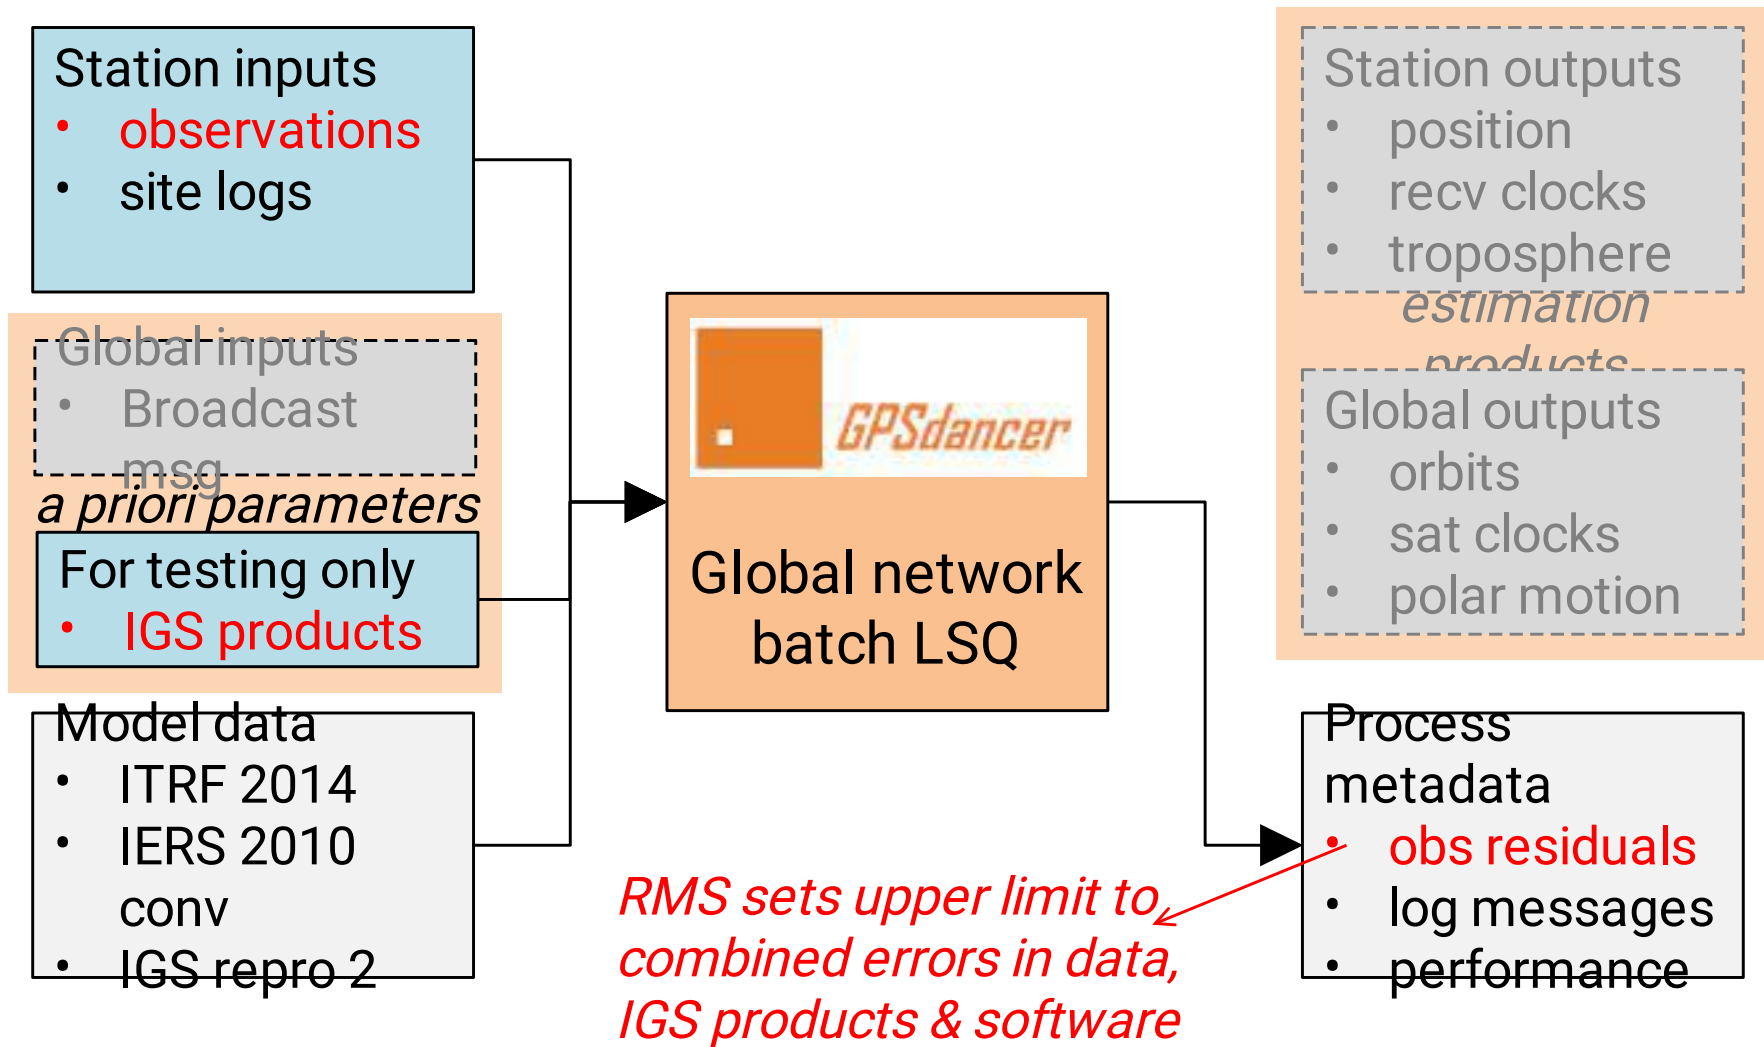 Station inputs
• observations
• site logs
Global inputs
• Broadcast
msg
a priori parameters
For testing only
• IGS products
Model data
• ITRF 2014
• IERS 2010
conv
• IGS repro 2
GPSdancer
Global network
batch LSQ
RMS sets upper limit to
combined errors in data,
IGS products & software
Station outputs
• position
• recv clocks
• troposphere
estimation
products
Global outputs
• orbits
• sat clocks
• polar motion
Process
metadata
• obs residuals
• log messages
• performance